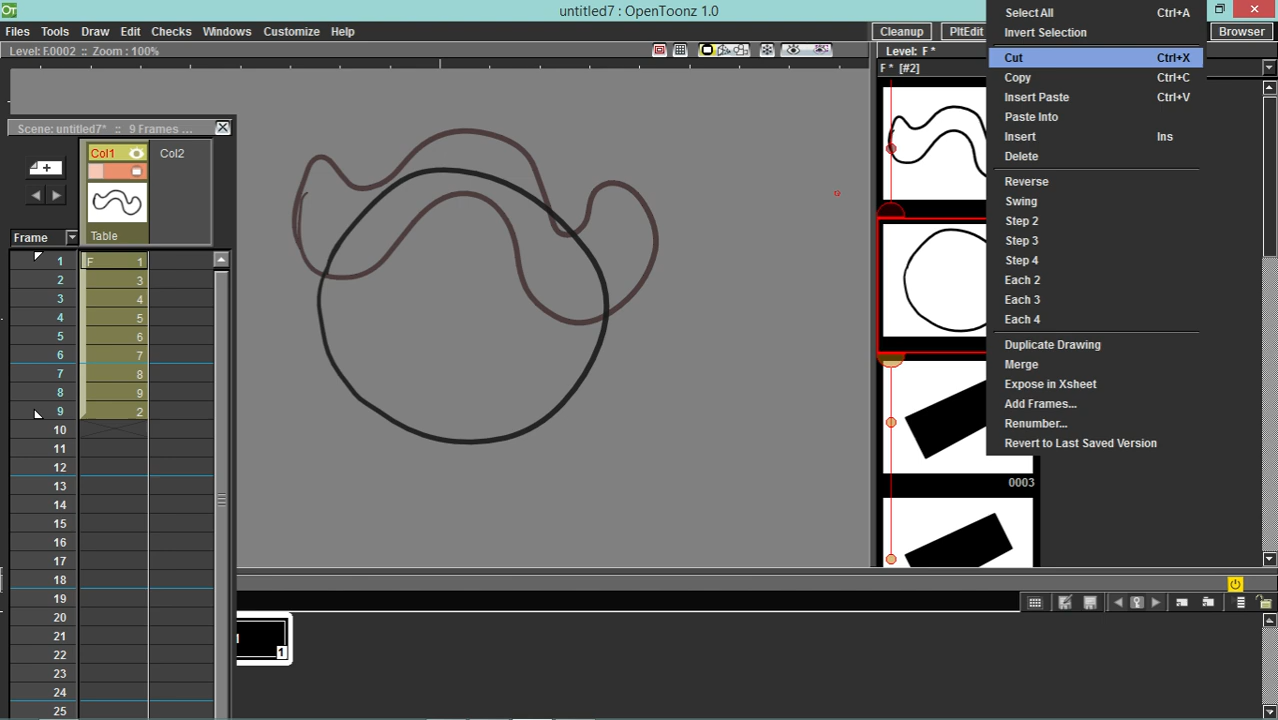 OT
untitled7 : OpenToonz 1.0
Files Tools Draw Edit Checks Windows Customize Help
Cleanup PltEdit Browser
Level: F.0002 :: Zoom : 100%
Level: F *
F * [#2]
Select All Ctrl+A
Invert Selection
Cut Ctrl+X
Copy Ctrl+C
Insert Paste Ctrl+V
Paste Into
Insert Ins
Delete
Reverse
Swing
Step 2
Step 3
Step 4
Each 2
Each 3
Each 4
Duplicate Drawing
Merge
Expose in Xsheet
Add Frames...
Renumber...
Revert to Last Saved Version
0003
Scene: untitled7* :: 9 Frames ...
Col1 Col2
Frame Table
1 F 1
2 3
3 4
4 5
5 6
6 7
7 8
8 9
9 2
10
11
12
13
14
15
16
17
18
19
20
21
22
23
24
25
1